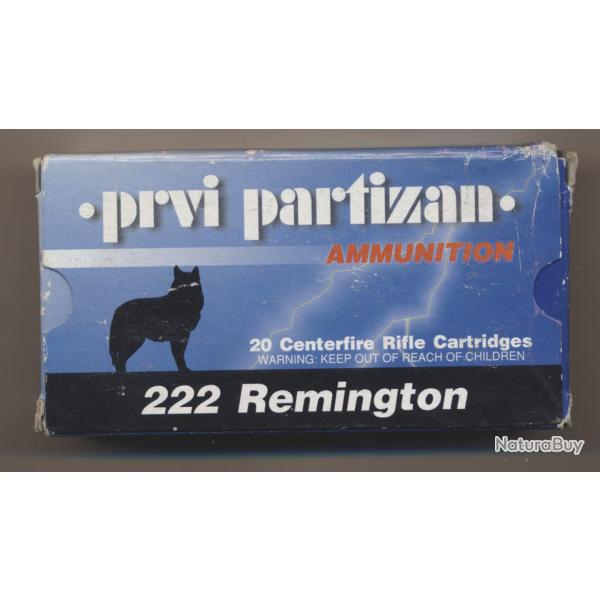 ·prvi partizan·
AMMUNITION
20 Centerfire Rifle Cartridges
WARNING: KEEP OUT OF REACH OF CHILDREN
222 Remington
NaturaBuy